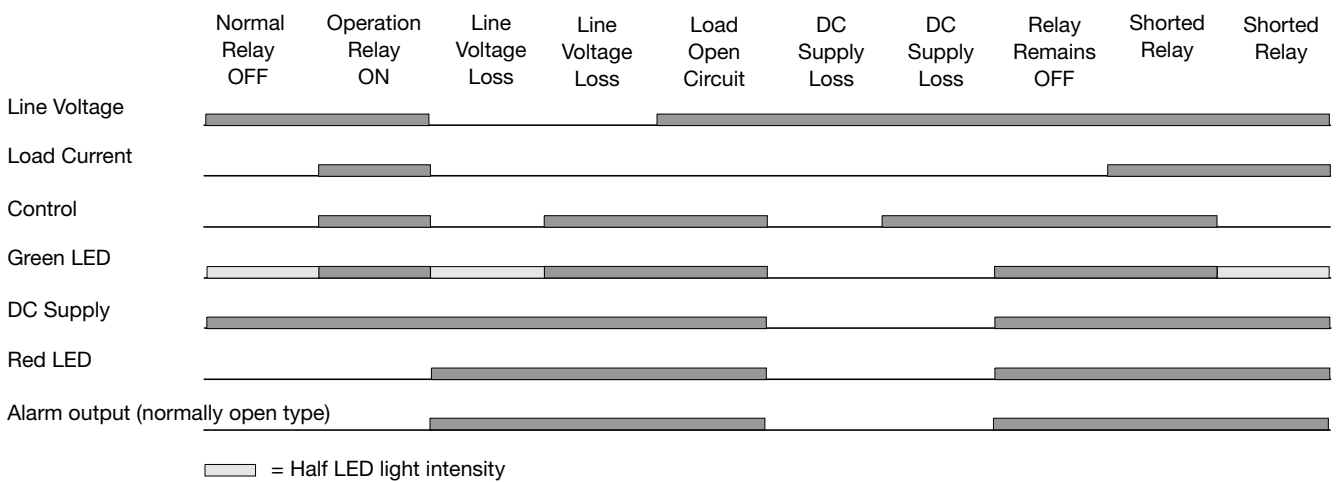 Normal Relay OFF
Operation Relay ON
Line Voltage Loss
Line Voltage Loss
Load Open Circuit
DC Supply Loss
DC Supply Loss
Relay Remains OFF
Shorted Relay
Shorted Relay
Line Voltage
Load Current
Control
Green LED
DC Supply
Red LED
Alarm output (normally open type)
= Half LED light intensity